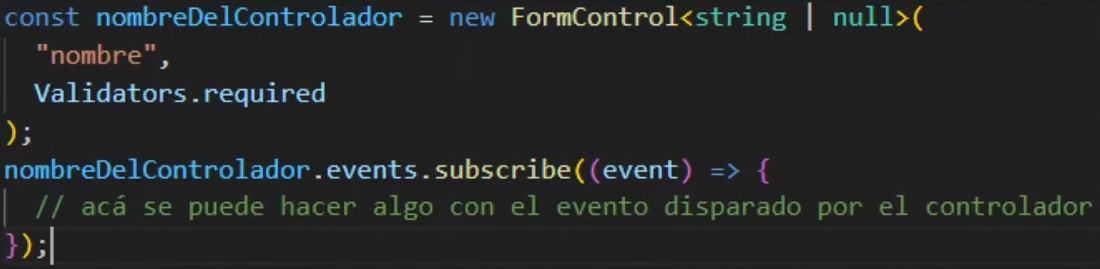 const nombreDelControlador = new FormControl<string | null>(
"nombre",
Validators.required
);
nombreDelControlador.events.subscribe((event) => {
// acá se puede hacer algo con el evento disparado por el controlador
});